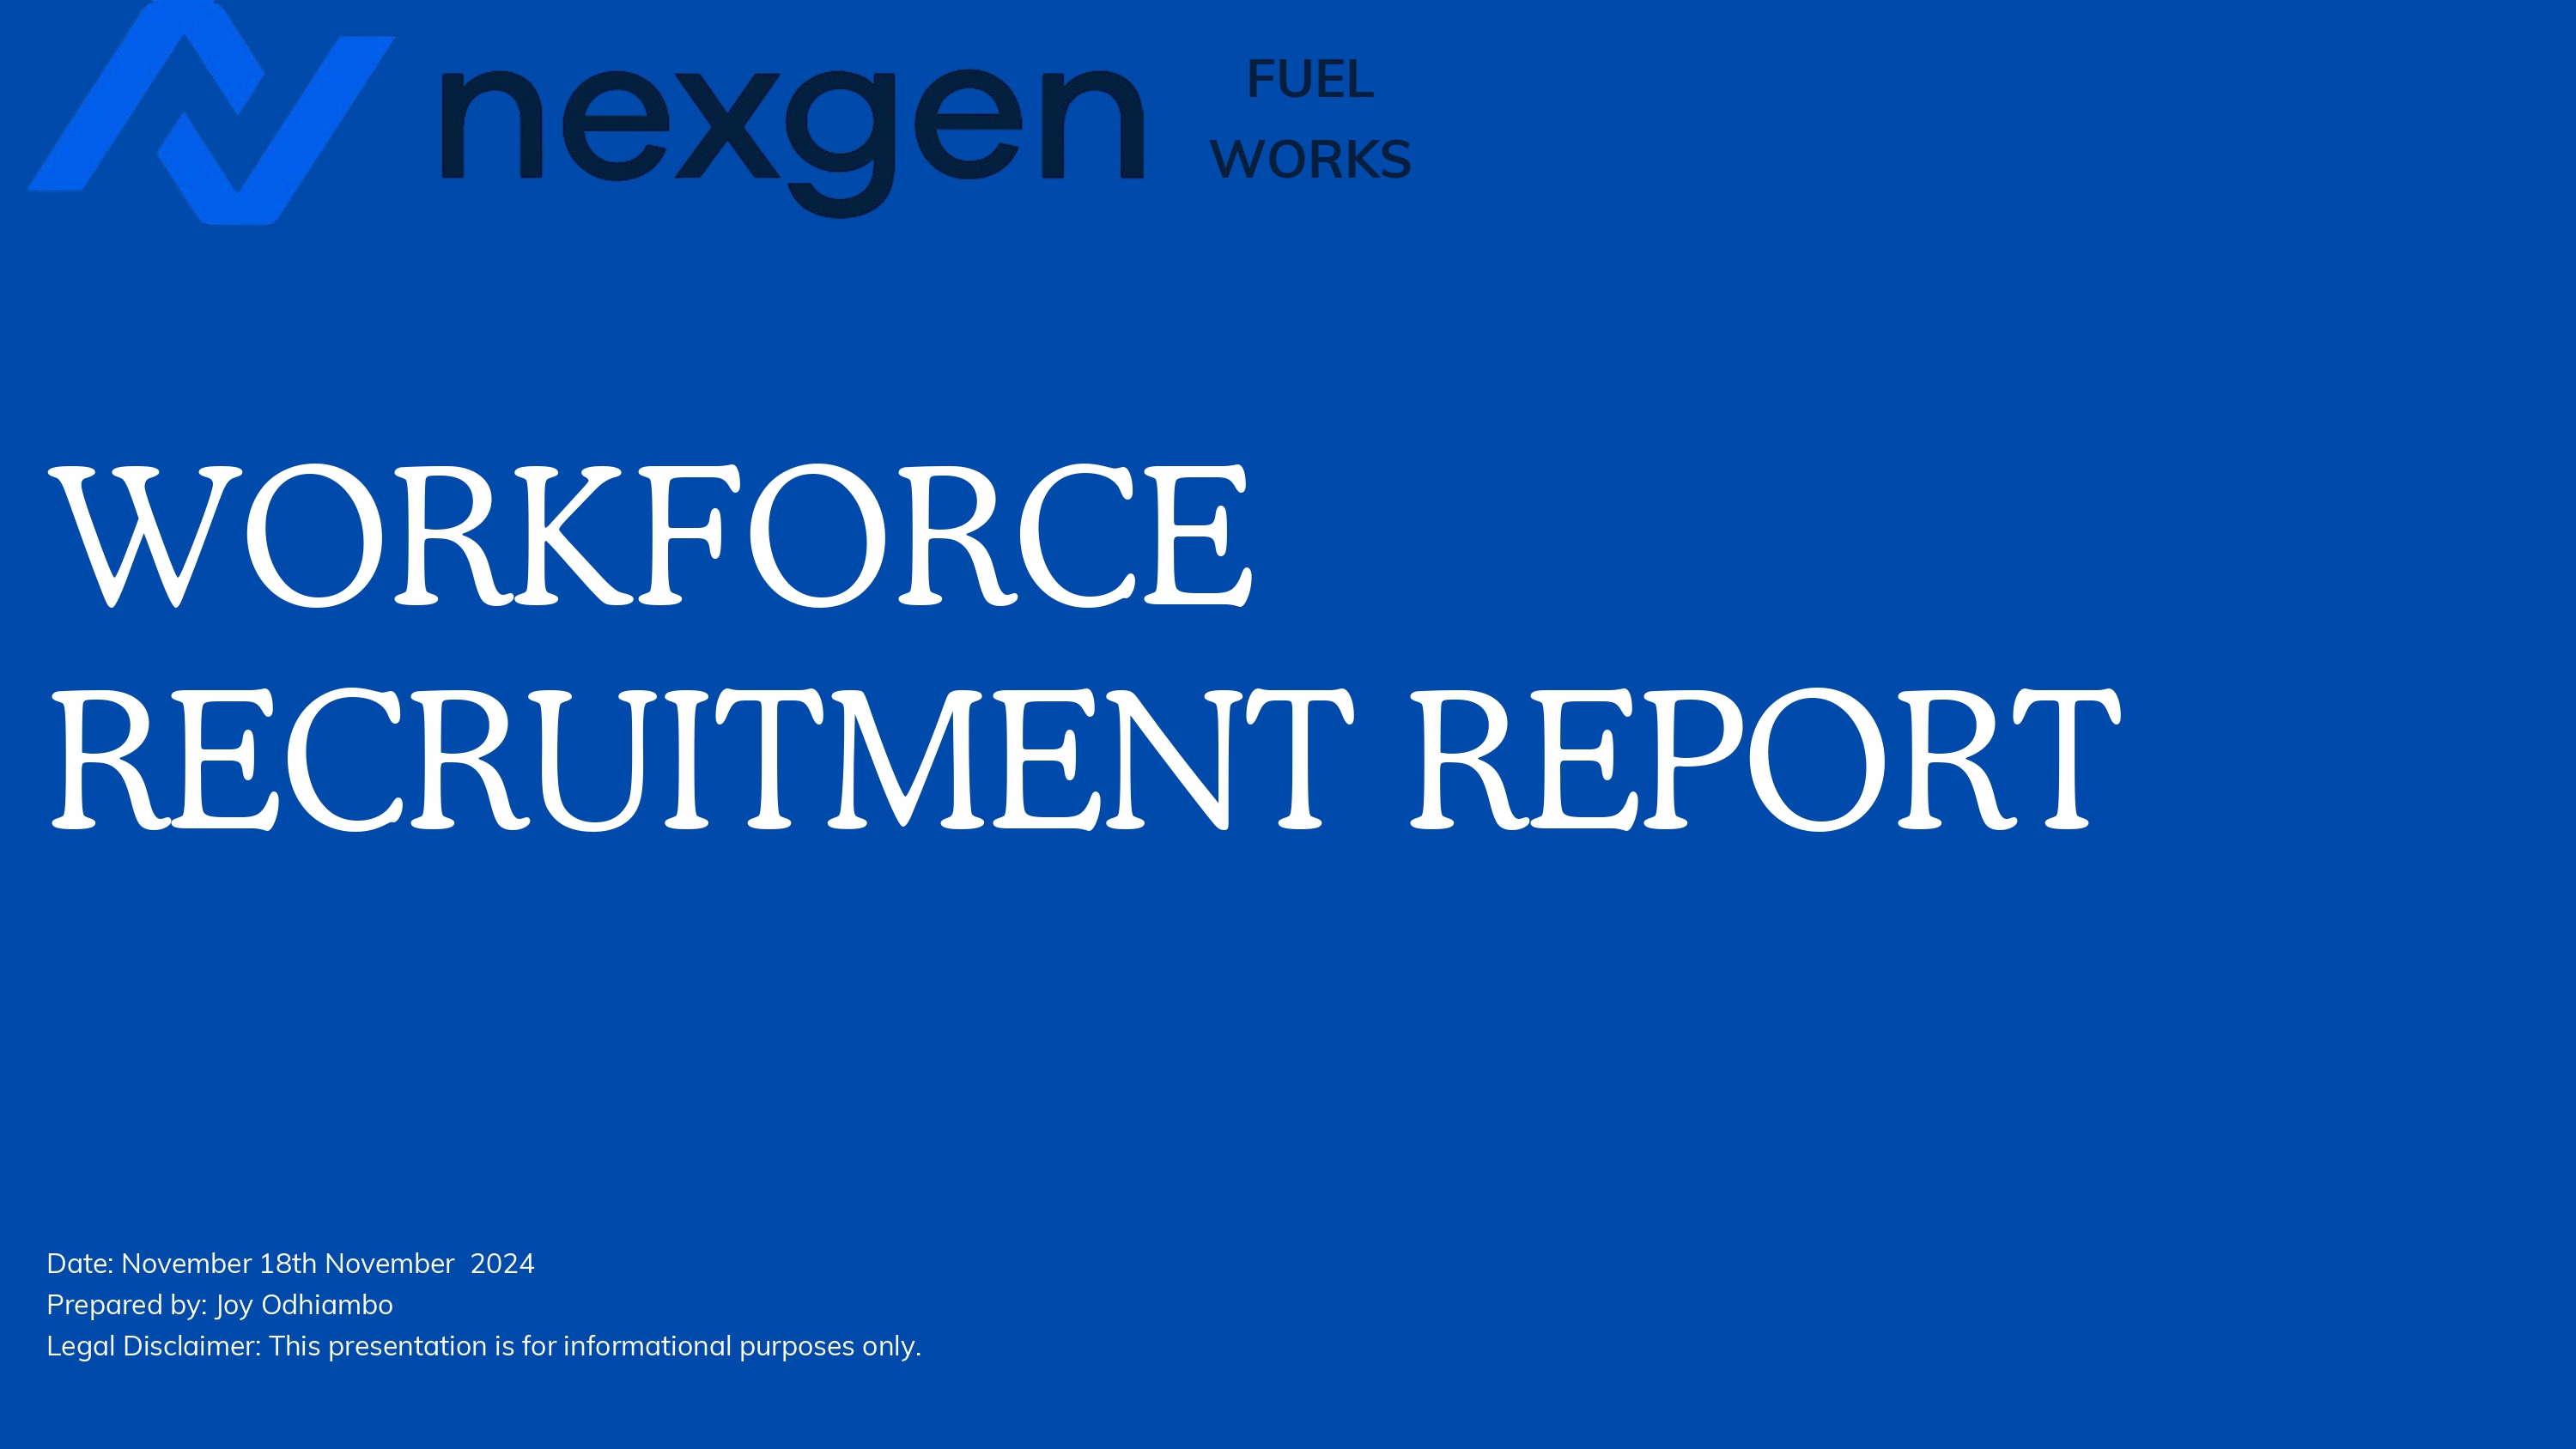 nexgen
FUEL
WORKS
WORKFORCE
RECRUITMENT REPORT
Date: November 18th November  2024
Prepared by: Joy Odhiambo
Legal Disclaimer: This presentation is for informational purposes only.